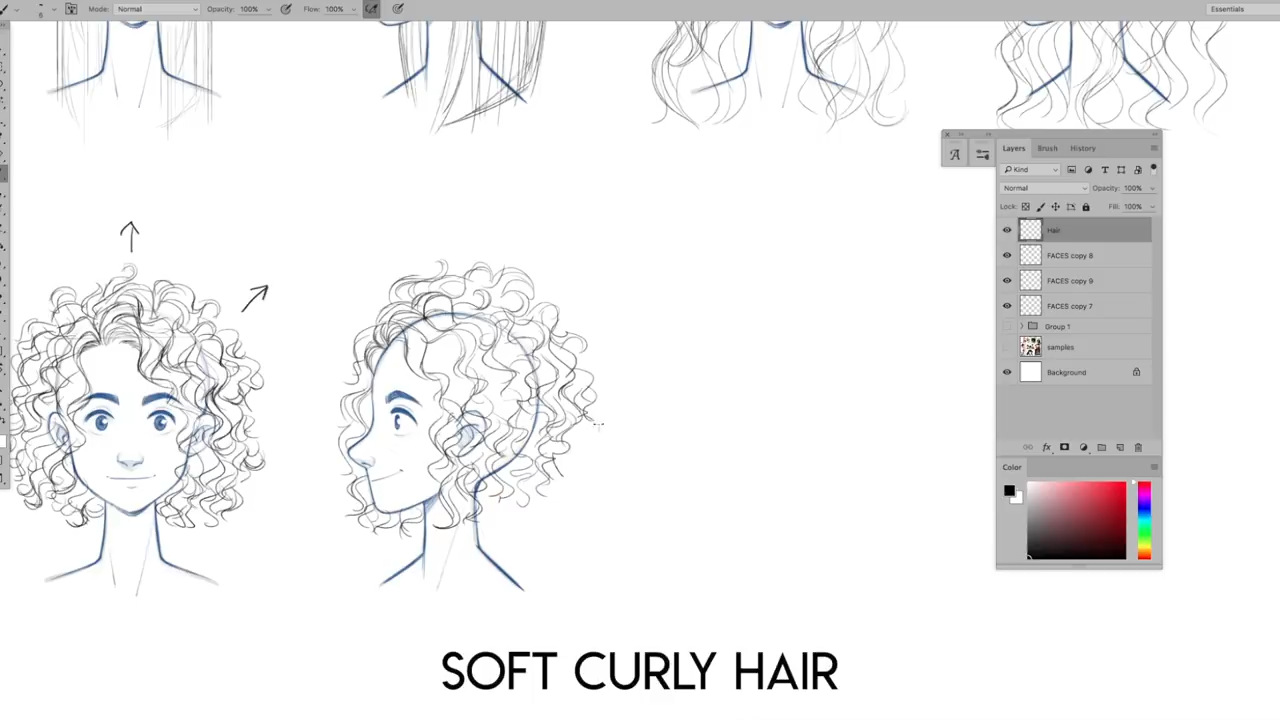 Mode: Normal Opacity: 100% Flow: 100% Essentials
Layers Brush History
Kind
Normal Opacity: 100%
Lock: Fill: 100%
Hair
FACES copy 8
FACES copy 9
FACES copy 7
Group 1
samples
Background
fx
Color
SOFT CURLY HAIR